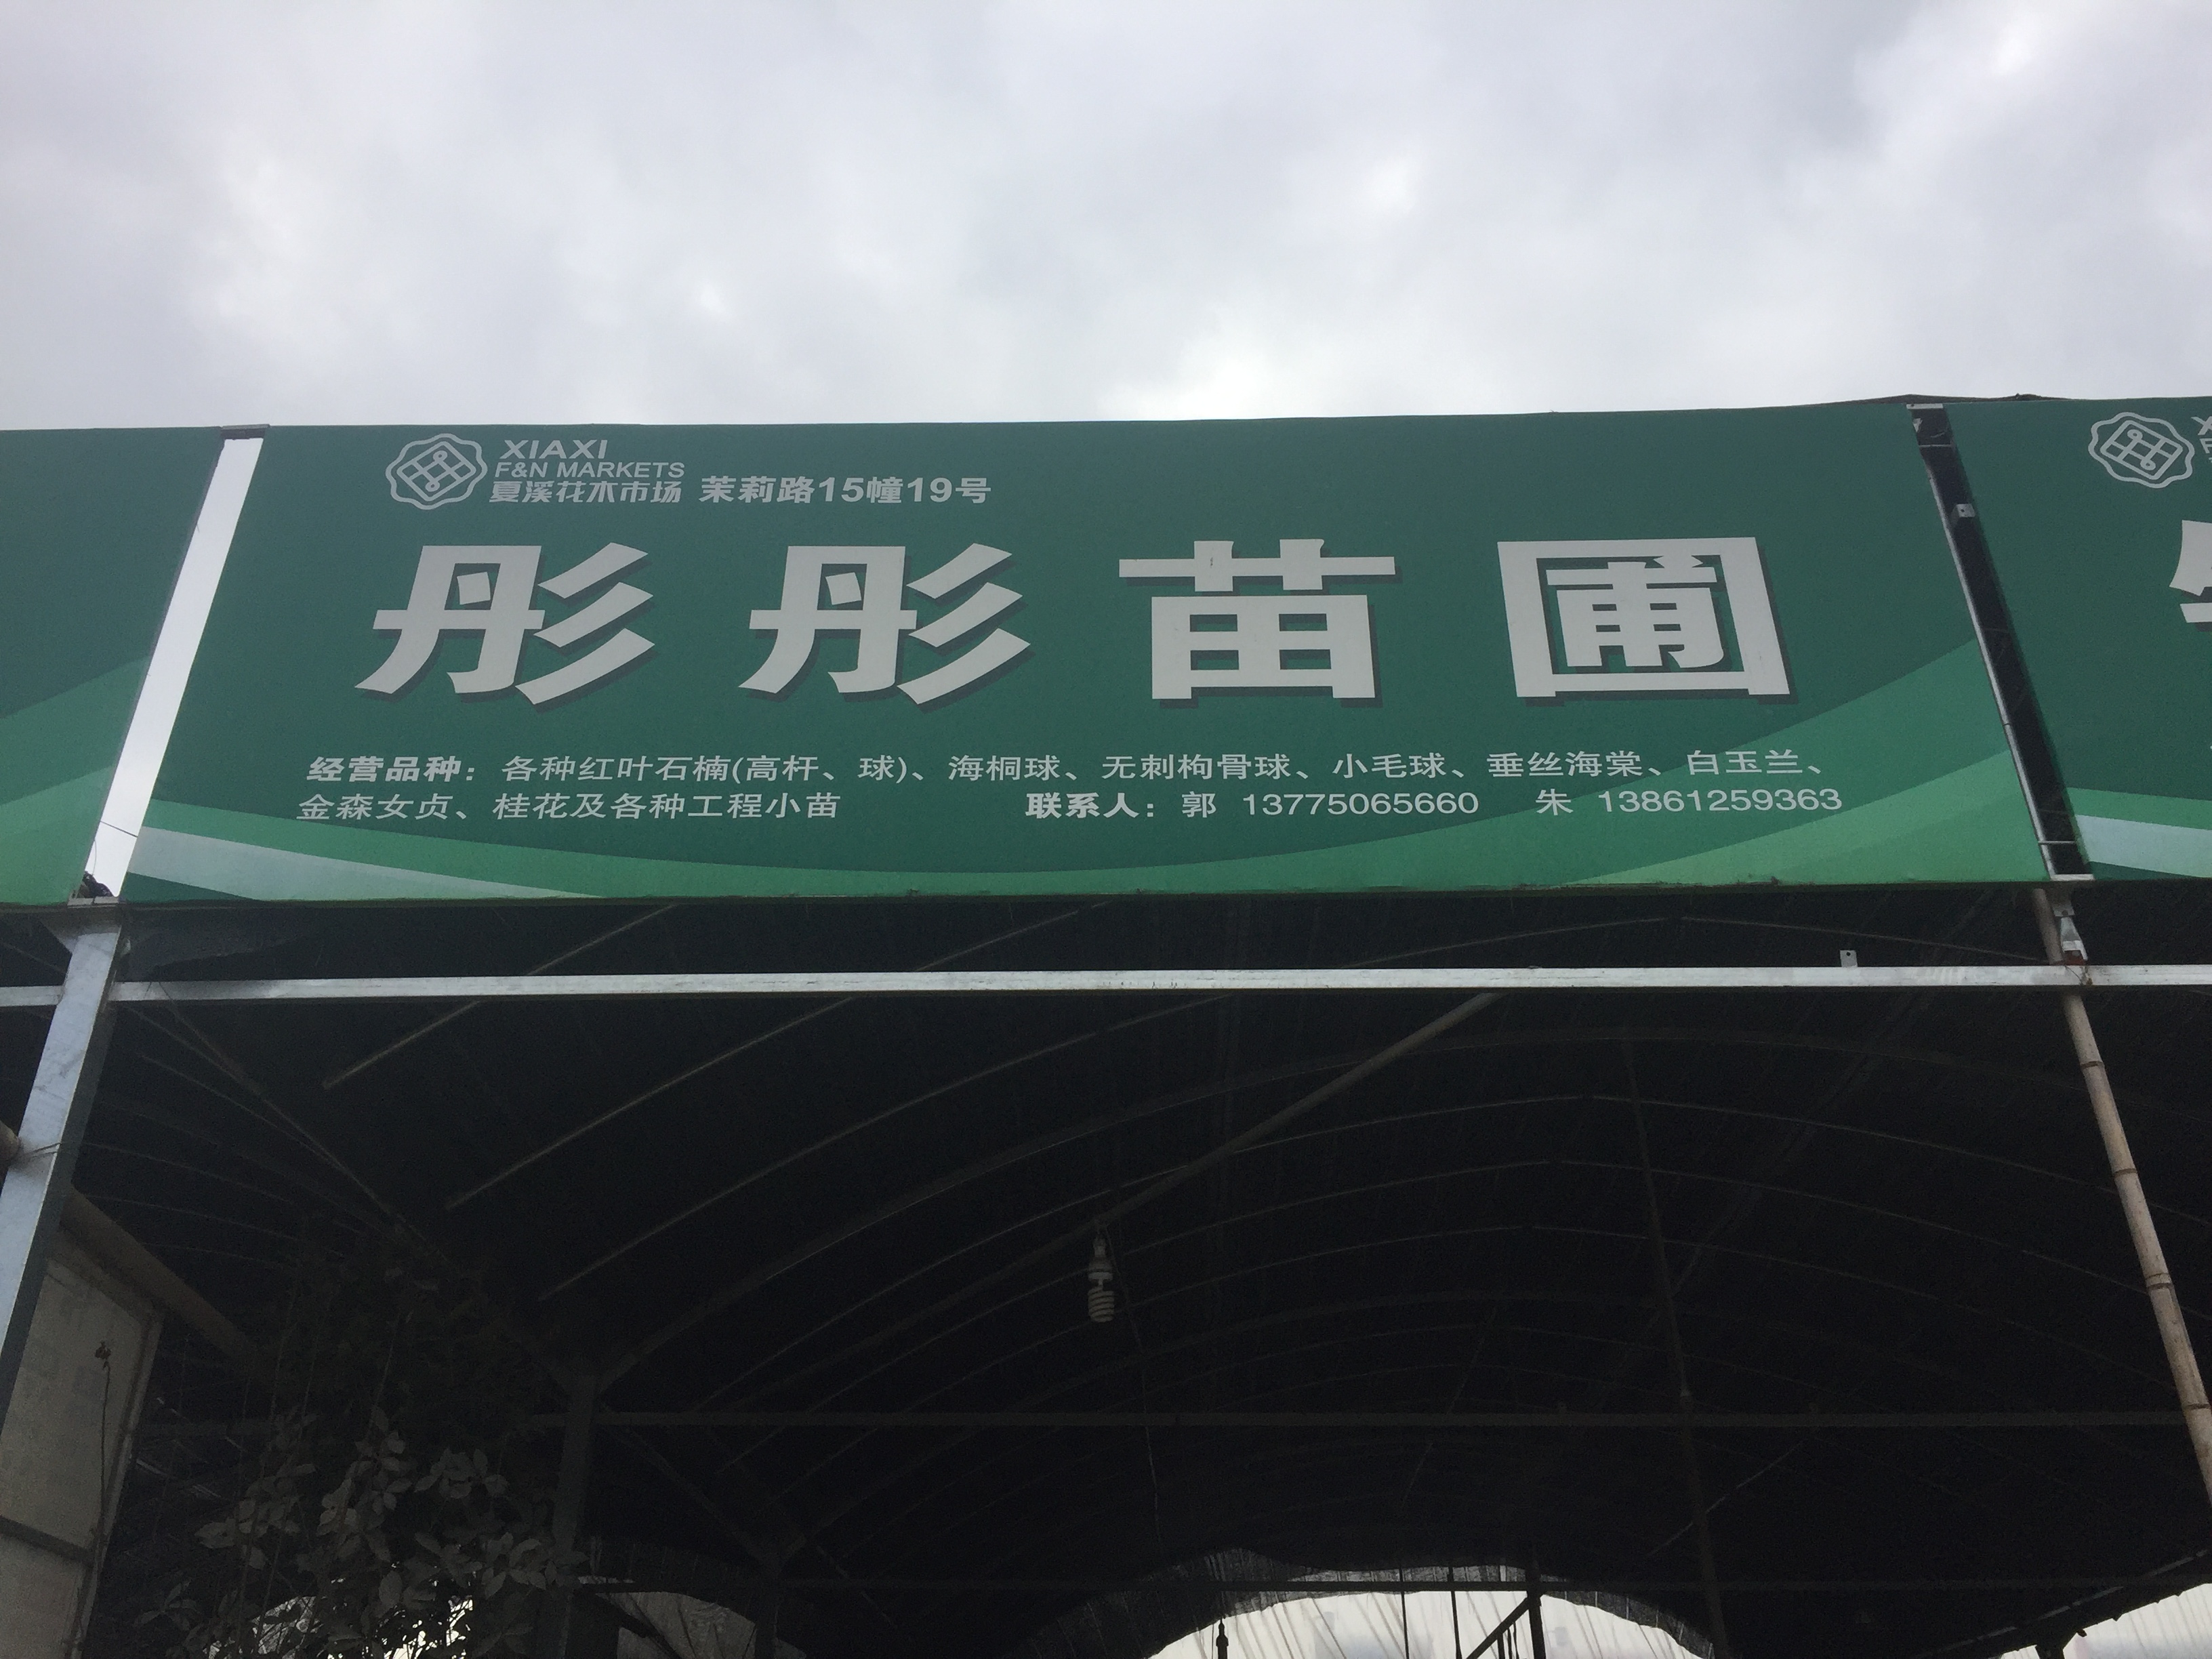 XIAXI
F&N MARKETS
夏溪花木市场 茉莉路15幢19号
彤彤苗圃
经营品种：各种红叶石楠(高杆、球)、海桐球、无刺枸骨球、小毛球、垂丝海棠、白玉兰、
金森女贞、桂花及各种工程小苗 联系人：郭 13775065660 朱 13861259363